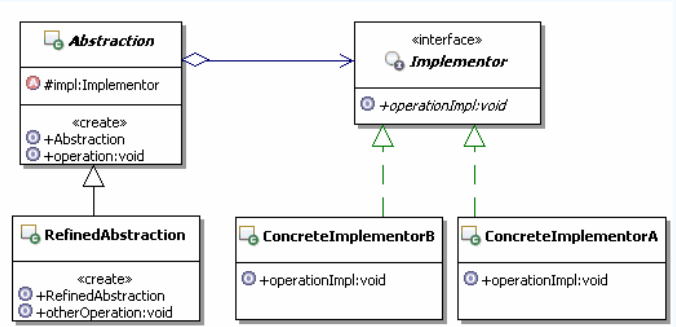 Abstraction
#impl:Implementor
«create»
+Abstraction
+operation:void
«interface»
Implementor
+operationImpl:void
RefinedAbstraction
«create»
+RefinedAbstraction
+otherOperation:void
ConcreteImplementorB
+operationImpl:void
ConcreteImplementorA
+operationImpl:void